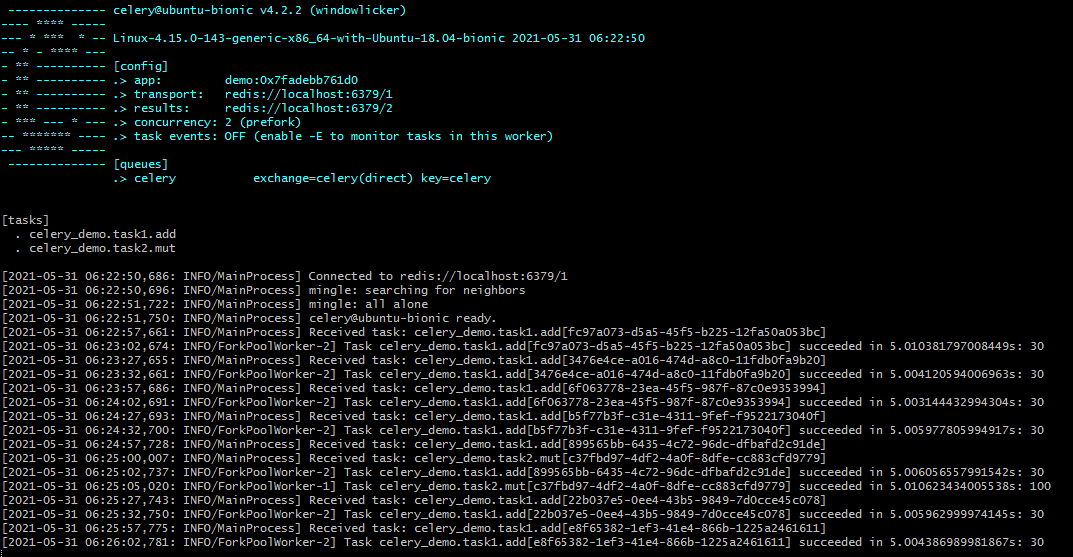 -------------- celery@ubuntu-bionic v4.2.2 (windowlicker)
---- **** -----
--- * ***  * -- Linux-4.15.0-143-generic-x86_64-with-Ubuntu-18.04-bionic 2021-05-31 06:22:50
-- * - **** ---
- ** ---------- [config]
- ** ---------- .> app:         demo:0x7fadebb761d0
- ** ---------- .> transport:   redis://localhost:6379/1
- ** ---------- .> results:     redis://localhost:6379/2
- *** --- * --- .> concurrency: 2 (prefork)
-- ******* ---- .> task events: OFF (enable -E to monitor tasks in this worker)
--- ***** -----
 -------------- [queues]
                .> celery           exchange=celery(direct) key=celery
[tasks]
  . celery_demo.task1.add
  . celery_demo.task2.mut
[2021-05-31 06:22:50,686: INFO/MainProcess] Connected to redis://localhost:6379/1
[2021-05-31 06:22:50,696: INFO/MainProcess] mingle: searching for neighbors
[2021-05-31 06:22:51,722: INFO/MainProcess] mingle: all alone
[2021-05-31 06:22:51,750: INFO/MainProcess] celery@ubuntu-bionic ready.
[2021-05-31 06:22:57,661: INFO/MainProcess] Received task: celery_demo.task1.add[fc97a073-d5a5-45f5-b225-12fa50a053bc]
[2021-05-31 06:23:02,674: INFO/ForkPoolWorker-2] Task celery_demo.task1.add[fc97a073-d5a5-45f5-b225-12fa50a053bc] succeeded in 5.010381797008449s: 30
[2021-05-31 06:23:27,655: INFO/MainProcess] Received task: celery_demo.task1.add[3476e4ce-a016-474d-a8c0-11fdb0fa9b20]
[2021-05-31 06:23:32,661: INFO/ForkPoolWorker-2] Task celery_demo.task1.add[3476e4ce-a016-474d-a8c0-11fdb0fa9b20] succeeded in 5.004120594006963s: 30
[2021-05-31 06:23:57,686: INFO/MainProcess] Received task: celery_demo.task1.add[6f063778-23ea-45f5-987f-87c0e9353994]
[2021-05-31 06:24:02,691: INFO/ForkPoolWorker-2] Task celery_demo.task1.add[6f063778-23ea-45f5-987f-87c0e9353994] succeeded in 5.003144432994304s: 30
[2021-05-31 06:24:27,693: INFO/MainProcess] Received task: celery_demo.task1.add[b5f77b3f-c31e-4311-9fef-f9522173040f]
[2021-05-31 06:24:32,700: INFO/ForkPoolWorker-2] Task celery_demo.task1.add[b5f77b3f-c31e-4311-9fef-f9522173040f] succeeded in 5.005977805994917s: 30
[2021-05-31 06:24:57,728: INFO/MainProcess] Received task: celery_demo.task1.add[899565bb-6435-4c72-96dc-dfbafd2c91de]
[2021-05-31 06:25:00,007: INFO/MainProcess] Received task: celery_demo.task2.mut[c37fbd97-4df2-4a0f-8dfe-cc883cfd9779]
[2021-05-31 06:25:02,737: INFO/ForkPoolWorker-2] Task celery_demo.task1.add[899565bb-6435-4c72-96dc-dfbafd2c91de] succeeded in 5.006056557991542s: 30
[2021-05-31 06:25:05,020: INFO/ForkPoolWorker-1] Task celery_demo.task2.mut[c37fbd97-4df2-4a0f-8dfe-cc883cfd9779] succeeded in 5.010623434005538s: 100
[2021-05-31 06:25:27,743: INFO/MainProcess] Received task: celery_demo.task1.add[22b037e5-0ee4-43b5-9849-7d0cce45c078]
[2021-05-31 06:25:32,750: INFO/ForkPoolWorker-2] Task celery_demo.task1.add[22b037e5-0ee4-43b5-9849-7d0cce45c078] succeeded in 5.005962999974145s: 30
[2021-05-31 06:25:57,775: INFO/MainProcess] Received task: celery_demo.task1.add[e8f65382-1ef3-41e4-866b-1225a2461611]
[2021-05-31 06:26:02,781: INFO/ForkPoolWorker-2] Task celery_demo.task1.add[e8f65382-1ef3-41e4-866b-1225a2461611] succeeded in 5.004386989981867s: 30